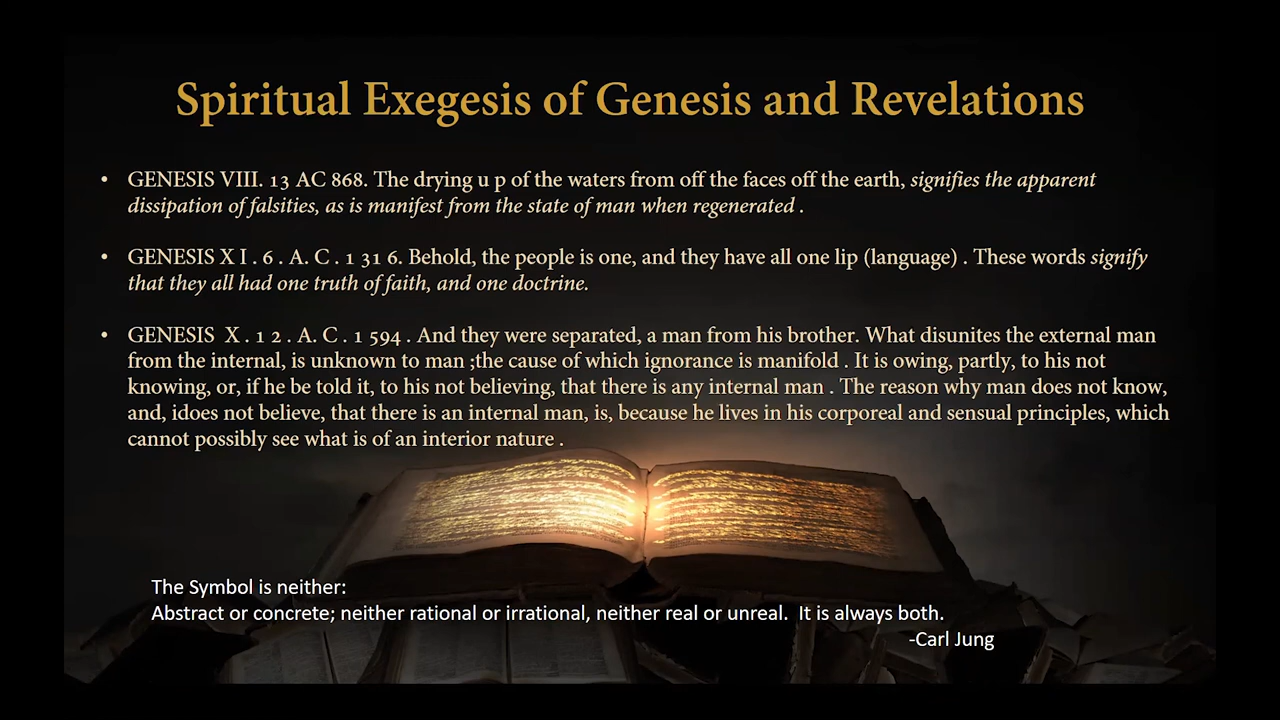 Spiritual Exegesis of Genesis and Revelations
• GENESIS VIII. 13 AC 868. The drying u p of the waters from off the faces off the earth, signifies the apparent
dissipation of falsities, as is manifest from the state of man when regenerated .
• GENESIS X I . 6 . A. C . 1 31 6. Behold, the people is one, and they have all one lip (language) . These words signify
that they all had one truth of faith, and one doctrine.
• GENESIS X . 1 2 . A. C . 1 594 . And they were separated, a man from his brother. What disunites the external man
from the internal, is unknown to man ;the cause of which ignorance is manifold . It is owing, partly, to his not
knowing, or, if he be told it, to his not believing, that there is any internal man . The reason why man does not know,
and, idoes not believe, that there is an internal man, is, because he lives in his corporeal and sensual principles, which
cannot possibly see what is of an interior nature .
The Symbol is neither:
Abstract or concrete; neither rational or irrational, neither real or unreal. It is always both.
-Carl Jung